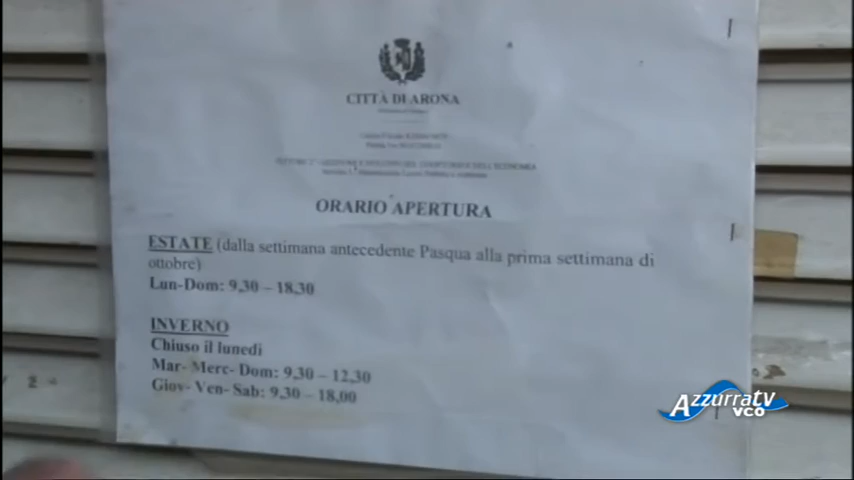 CITTÀ DI ARONA
ORARIO APERTURA
ESTATE (dalla settimana antecedente Pasqua alla prima settimana di
ottobre)
Lun-Dom: 9,30 – 18,30
INVERNO
Chiuso il lunedì
Mar- Merc- Dom: 9,30 – 12,30
Giov- Ven- Sab: 9,30 – 18,00
Azzurratv
VCO
2